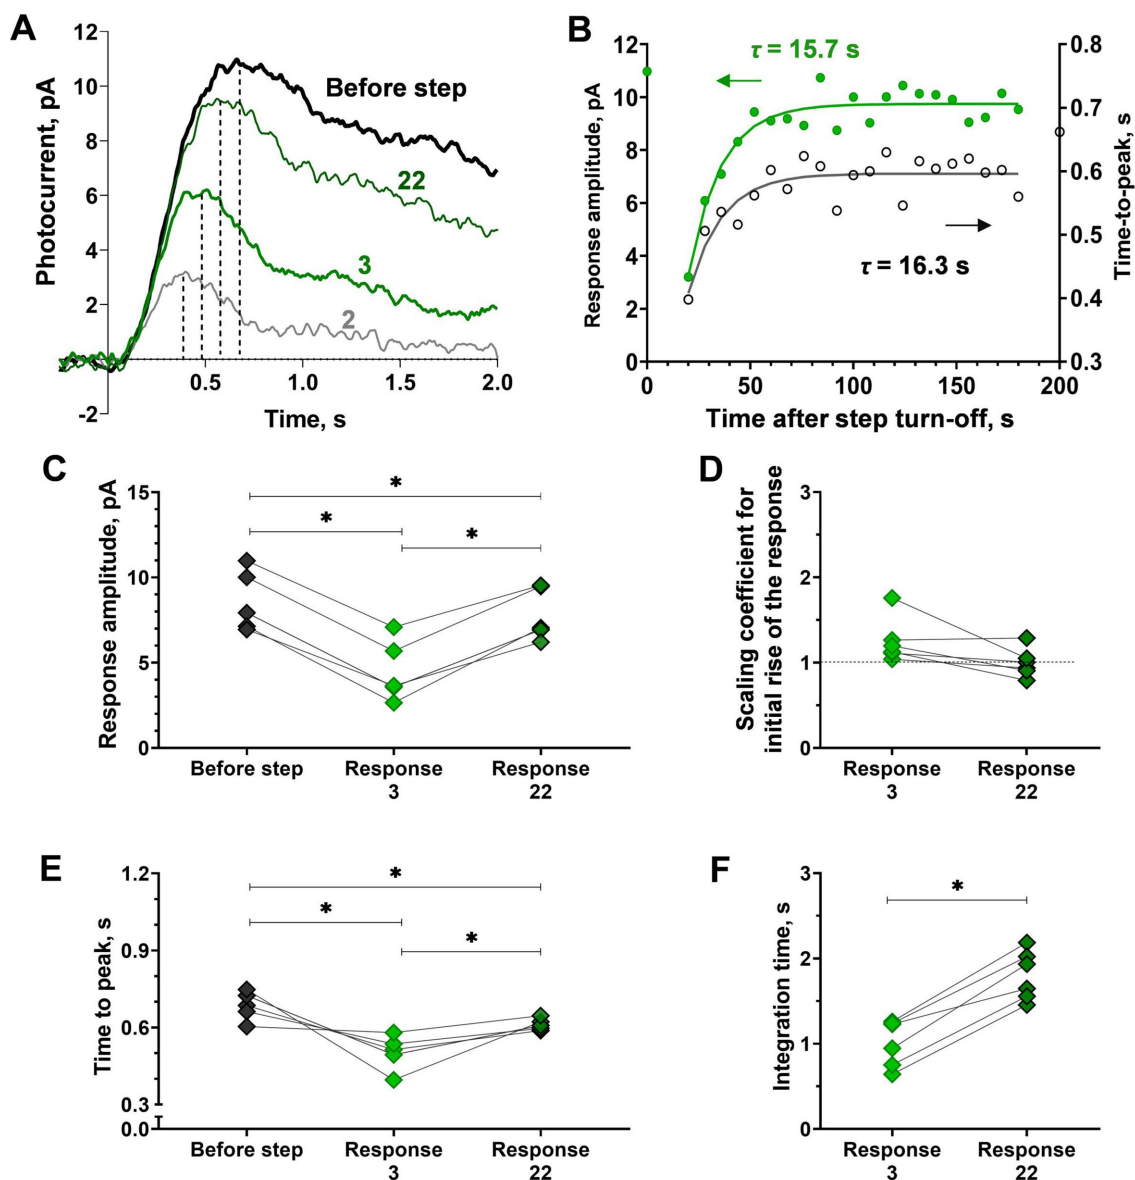 A
Photocurrent, pA
12
10
8
6
4
2
-2
0.5
1.0
1.5
2.0
Time, s
Before step
22
3
2
B
Response amplitude, pA
12
10
8
6
4
2
0
0
50
100
150
200
Time after step turn-off, s
0.8
0.7
0.6
0.5
0.4
0.3
Time-to-peak, s
τ = 15.7 s
τ = 16.3 s
C
Response amplitude, pA
15
10
5
0
*
*
*
Before step
Response
3
Response
22
D
Scaling coefficient for
initial rise of the response
3
2
1
0
Response
3
Response
22
E
Time to peak, s
1.2
0.9
0.6
0.3
0.0
*
*
*
Before step
Response
3
Response
22
F
Integration time, s
3
2
1
0
*
Response
3
Response
22